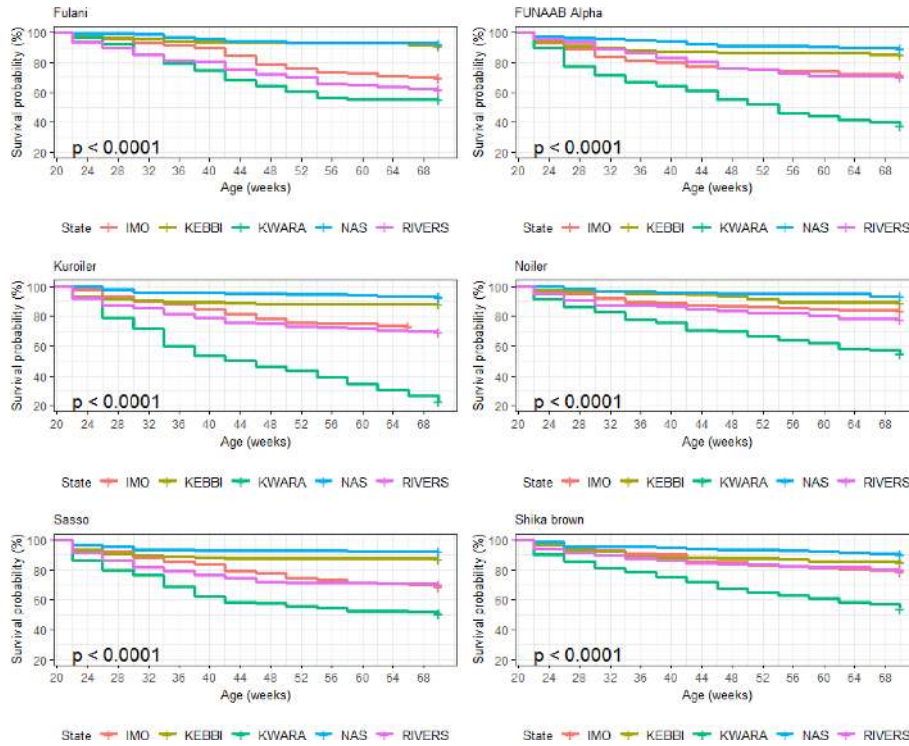 Fulani
Survival probability (%)
100
80
60
40
20
p < 0.0001
20 24 28 32 36 40 44 48 52 56 60 64 68
Age (weeks)
State IMO KEBBI KWARA NAS RIVERS
FUNAAB Alpha
Survival probability (%)
100
80
60
40
20
p < 0.0001
20 24 28 32 36 40 44 48 52 56 60 64 68
Age (weeks)
State IMO KEBBI KWARA NAS RIVERS
Kuroiler
Survival probability (%)
100
80
60
40
20
p < 0.0001
20 24 28 32 36 40 44 48 52 56 60 64 68
Age (weeks)
State IMO KEBBI KWARA NAS RIVERS
Noiler
Survival probability (%)
100
80
60
40
20
p < 0.0001
20 24 28 32 36 40 44 48 52 56 60 64 68
Age (weeks)
State IMO KEBBI KWARA NAS RIVERS
Sasso
Survival probability (%)
100
80
60
40
20
p < 0.0001
20 24 28 32 36 40 44 48 52 56 60 64 68
Age (weeks)
State IMO KEBBI KWARA NAS RIVERS
Shika brown
Survival probability (%)
100
80
60
40
20
p < 0.0001
20 24 28 32 36 40 44 48 52 56 60 64 68
Age (weeks)
State IMO KEBBI KWARA NAS RIVERS